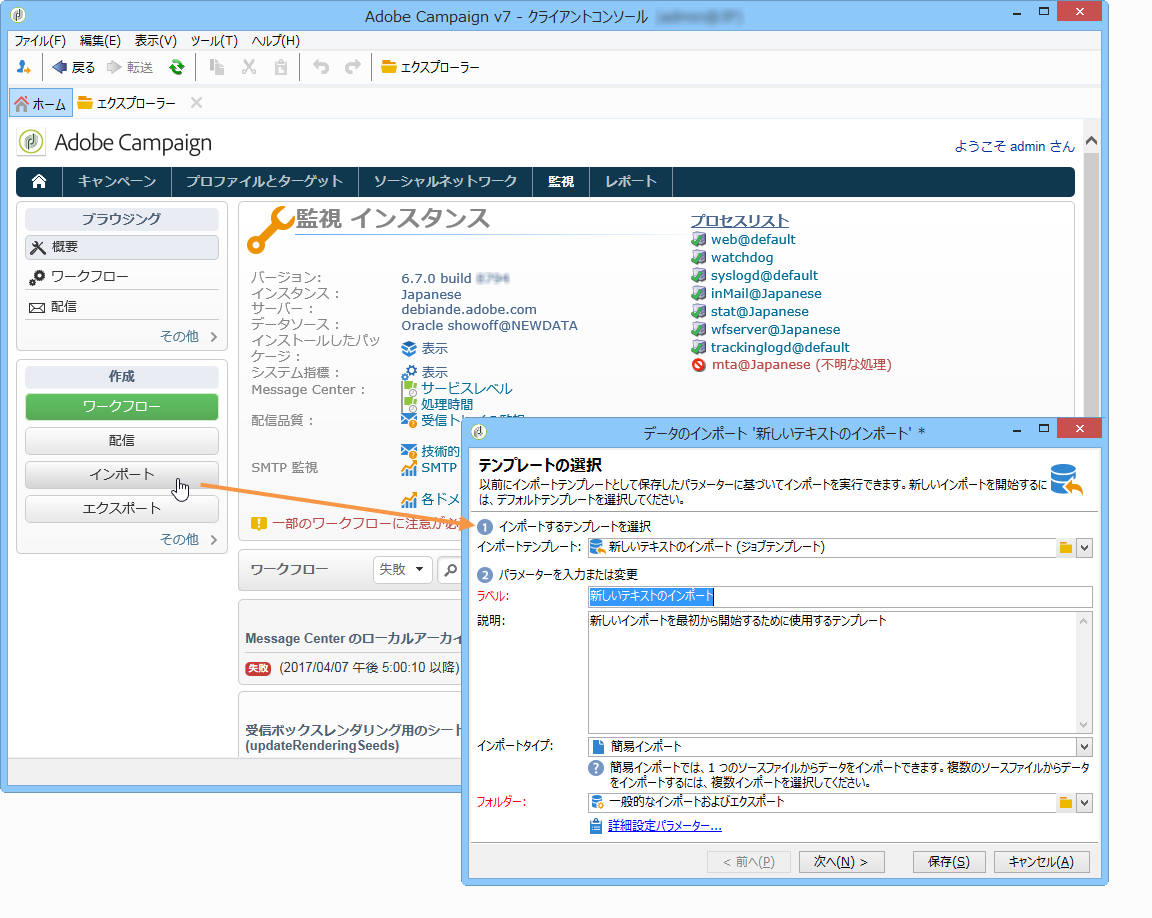 Adobe Campaign v7 - クライアントコンソール
ファイル(F) 編集(E) 表示(V) ツール(T) ヘルプ(H)
戻る 転送 エクスプローラー
ホーム エクスプローラー
Adobe Campaign
ようこそ admin さん
キャンペーン プロファイルとターゲット ソーシャルネットワーク 監視 レポート
ブラウジング
概要
ワークフロー
配信
その他
作成
ワークフロー
配信
インポート
エクスポート
その他
監視 インスタンス
バージョン: 6.7.0 build
インスタンス : Japanese
サーバー : debiande.adobe.com
データソース : Oracle showoff@NEWDATA
インストールしたパッ
ケージ : 表示
システム指標 : 表示
Message Center : サービスレベル
処理時間
配信品質 : 受信
技術的
SMTP 監視 SMTP
各ドメ
一部のワークフローに注意が必
プロセスリスト
web@default
watchdog
syslogd@default
inMail@Japanese
stat@Japanese
wfserver@Japanese
trackinglogd@default
mta@Japanese (不明な処理)
ワークフロー 失敗
Message Center のローカルアーカイ
失敗 (2017/04/07 午後 5:00:10 以降)
受信ボックスレンダリング用のシート
(updateRenderingSeeds)
データのインポート '新しいテキストのインポート' *
テンプレートの選択
以前にインポートテンプレートとして保存したパラメーターに基づいてインポートを実行できます。新しいインポートを開始するに
は、デフォルトテンプレートを選択してください。
1 インポートするテンプレートを選択
インポートテンプレート: 新しいテキストのインポート (ジョブテンプレート)
2 パラメーターを入力または変更
ラベル: 新しいテキストのインポート
説明: 新しいインポートを最初から開始するために使用するテンプレート
インポートタイプ: 簡易インポート
簡易インポートでは、1 つのソースファイルからデータをインポートできます。複数のソースファイルからデータ
をインポートするには、複数インポートを選択してください。
フォルダー: 一般的なインポートおよびエクスポート
詳細設定パラメーター...
< 前へ(P) 次へ(N) > 保存(S) キャンセル(A)